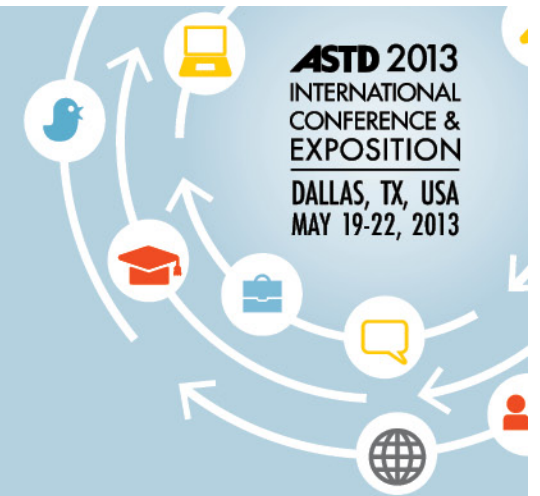 ASTD 2013
INTERNATIONAL
CONFERENCE &
EXPOSITION
DALLAS, TX, USA
MAY 19-22, 2013